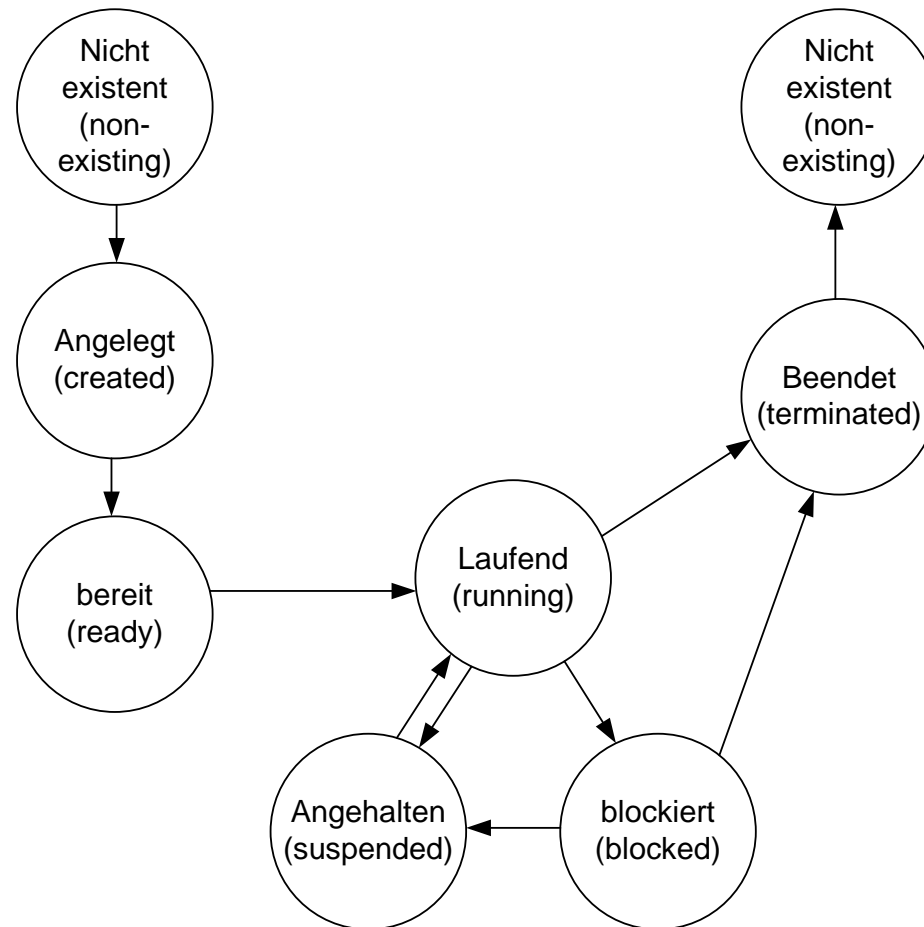 Nicht
existent
(non-
existing)
Nicht
existent
(non-
existing)
Angelegt
(created)
Beendet
(terminated)
bereit
(ready)
Laufend
(running)
Angehalten
(suspended)
blockiert
(blocked)